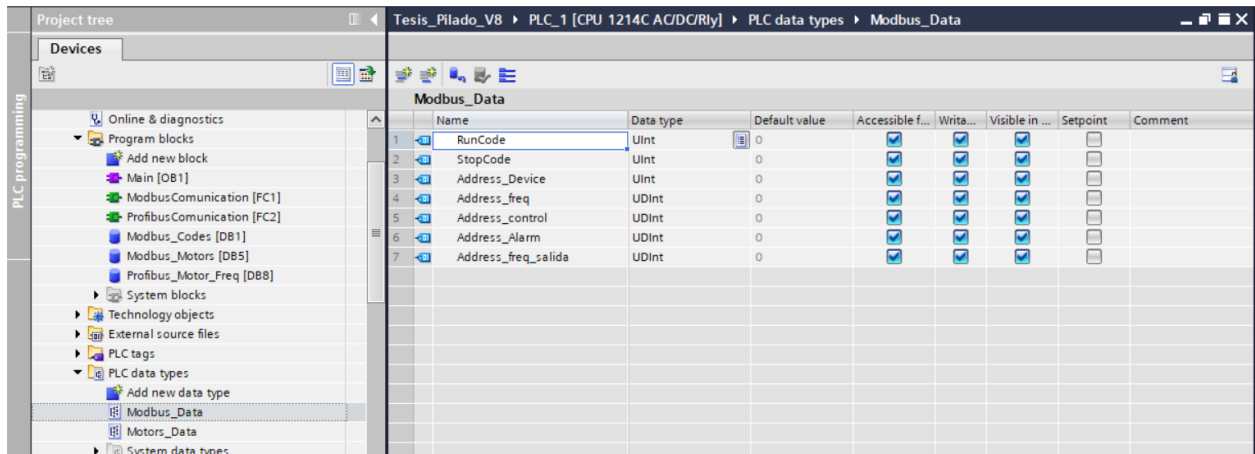 Project tree
Tesis_Pilado_V8 ▸ PLC_1 [CPU 1214C AC/DC/Rly] ▸ PLC data types ▸ Modbus_Data
Devices
PLC programming
Online & diagnostics
Program blocks
Add new block
Main [OB1]
ModbusComunication [FC1]
ProfibusComunication [FC2]
Modbus_Codes [DB1]
Modbus_Motors [DB5]
Profibus_Motor_Freq [DB8]
System blocks
Technology objects
External source files
PLC tags
PLC data types
Add new data type
Modbus_Data
Motors_Data
System data types
Modbus_Data
Name Data type Default value Accessible f... Writa... Visible in ... Setpoint Comment
1 RunCode UInt 0
2 StopCode UInt 0
3 Address_Device UInt 0
4 Address_freq UDInt 0
5 Address_control UDInt 0
6 Address_Alarm UDInt 0
7 Address_freq_salida UDInt 0